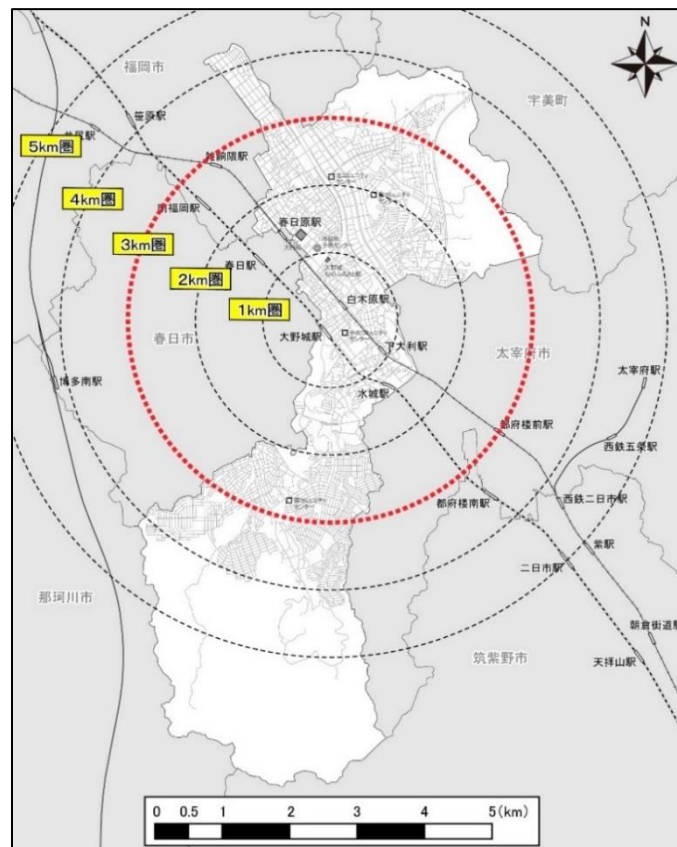 N
福岡市
宇美町
笹原駅
井尻駅
5km圏
雑餉隈駅
4km圏
南福岡駅
春日原駅
3km圏
春日駅
2km圏
1km圏
白木原駅
大野城駅
春日市
下大利駅
太宰府市
太宰府駅
博多南駅
水城駅
都府楼前駅
西鉄五条駅
都府楼南駅
西鉄二日市駅
紫駅
二日市駅
那珂川市
朝倉街道駅
筑紫野市
天拝山駅
0 0.5 1 2 3 4 5(km)